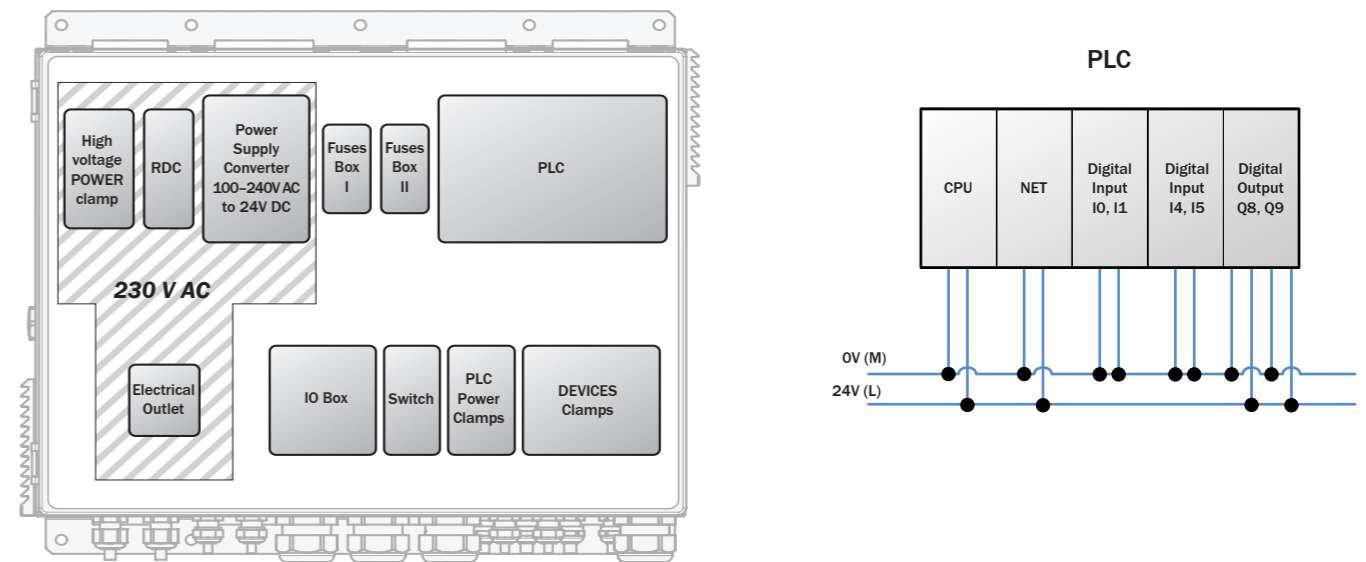 High
voltage
POWER
clamp
RDC
Power
Supply
Converter
100–240V AC
to 24V DC
Fuses
Box
I
Fuses
Box
II
PLC
230 V AC
Electrical
Outlet
IO Box
Switch
PLC
Power
Clamps
DEVICES
Clamps
PLC
CPU
NET
Digital
Input
I0, I1
Digital
Input
I4, I5
Digital
Output
Q8, Q9
0V (M)
24V (L)